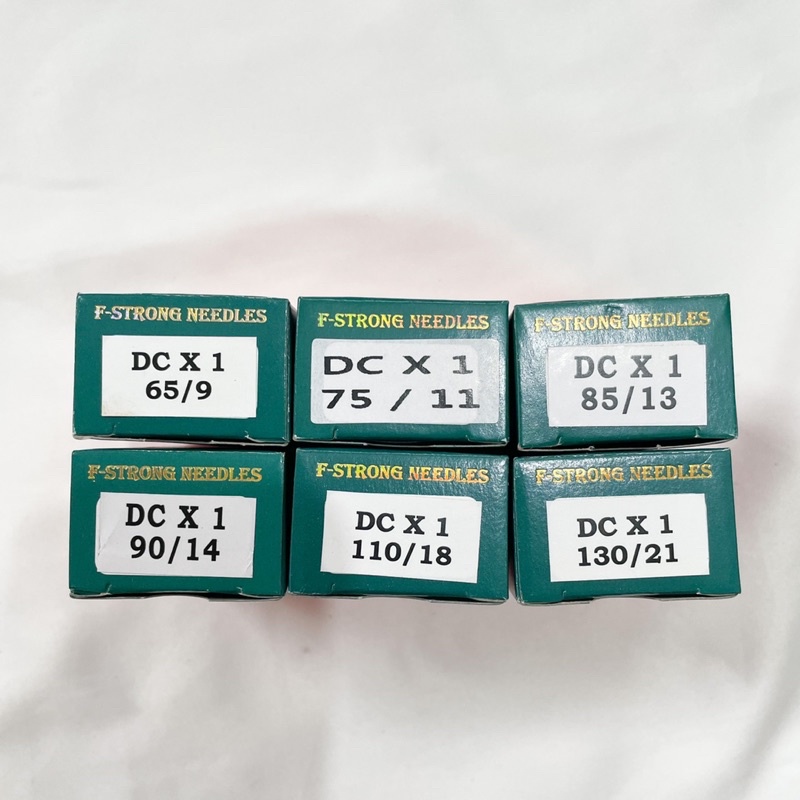 F-STRONG NEEDLES
DC X 1
65/9
F-STRONG NEEDLES
DC X 1
75 / 11
F-STRONG NEEDLES
DC X 1
85/13
F-STRONG NEEDLES
DC X 1
90/14
F-STRONG NEEDLES
DC X 1
110/18
F-STRONG NEEDLES
DC X 1
130/21